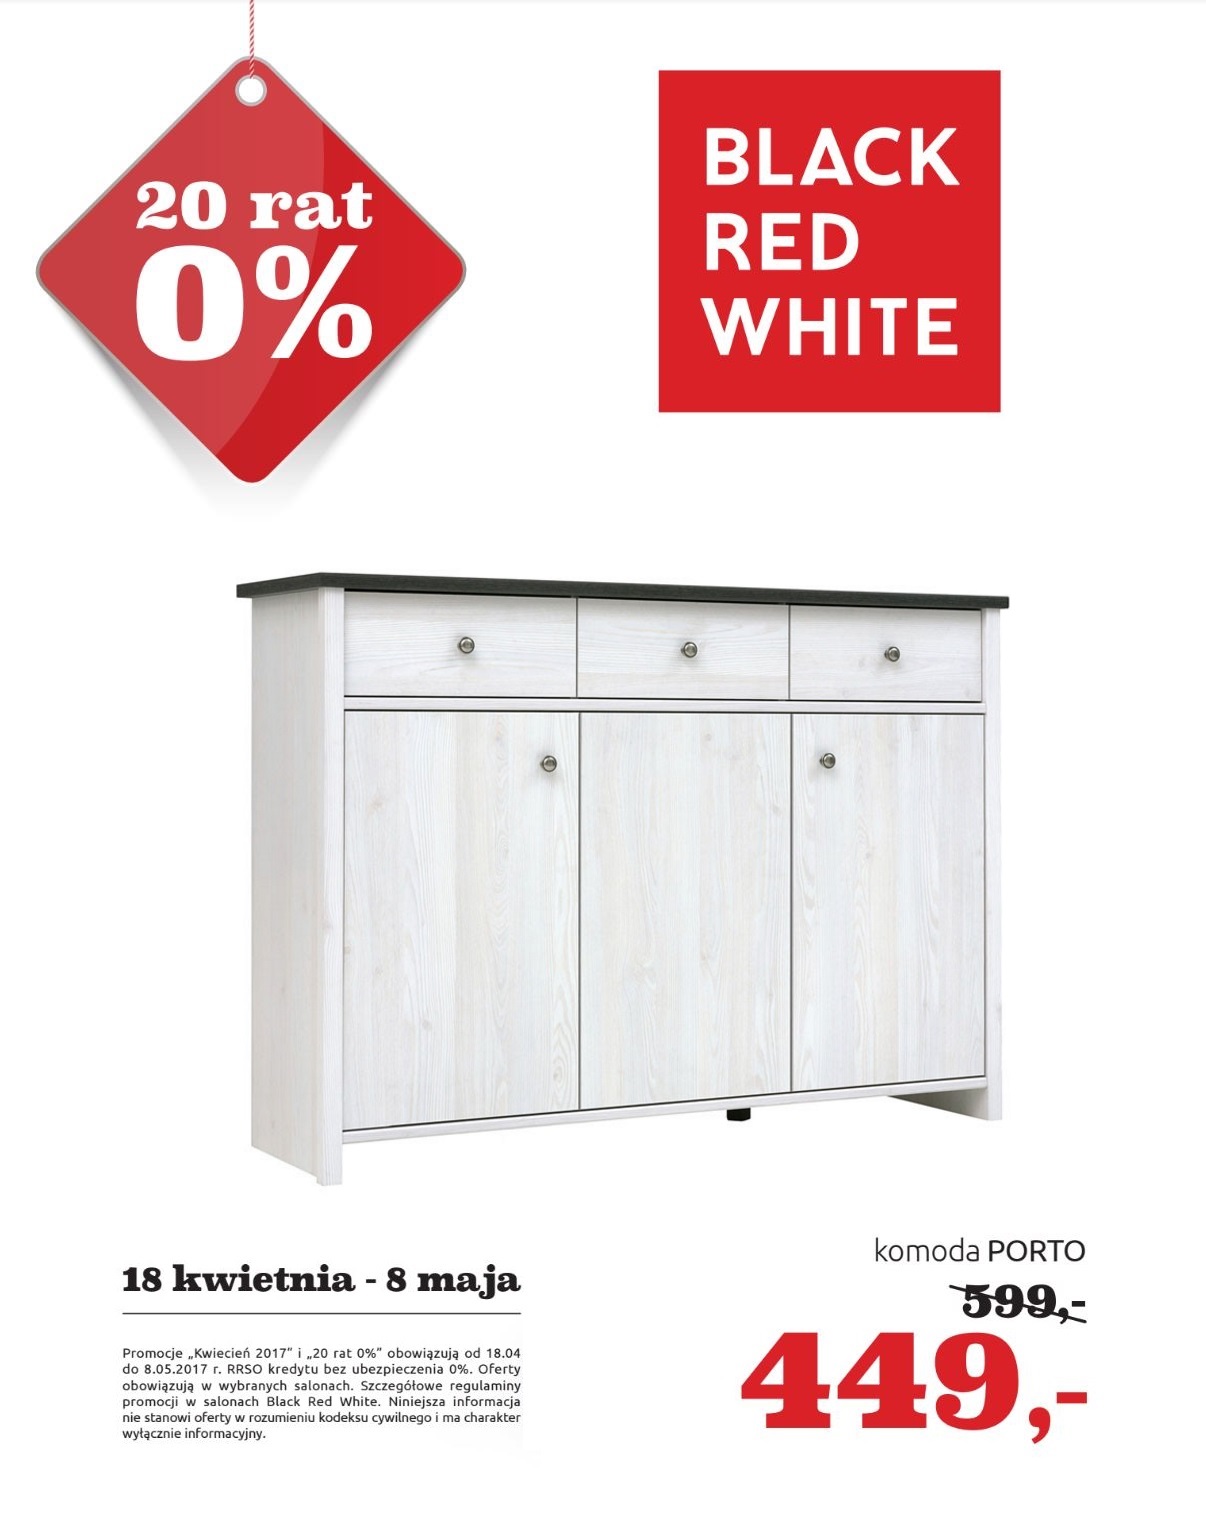 20 rat
0%
BLACK
RED
WHITE
18 kwietnia - 8 maja
Promocje „Kwiecień 2017” i „20 rat 0%” obowiązują od 18.04
do 8.05.2017 r. RRSO kredytu bez ubezpieczenia 0%. Oferty
obowiązują w wybranych salonach. Szczegółowe regulaminy
promocji w salonach Black Red White. Niniejsza informacja
nie stanowi oferty w rozumieniu kodeksu cywilnego i ma charakter
wyłącznie informacyjny.
komoda PORTO
599,-
449,-